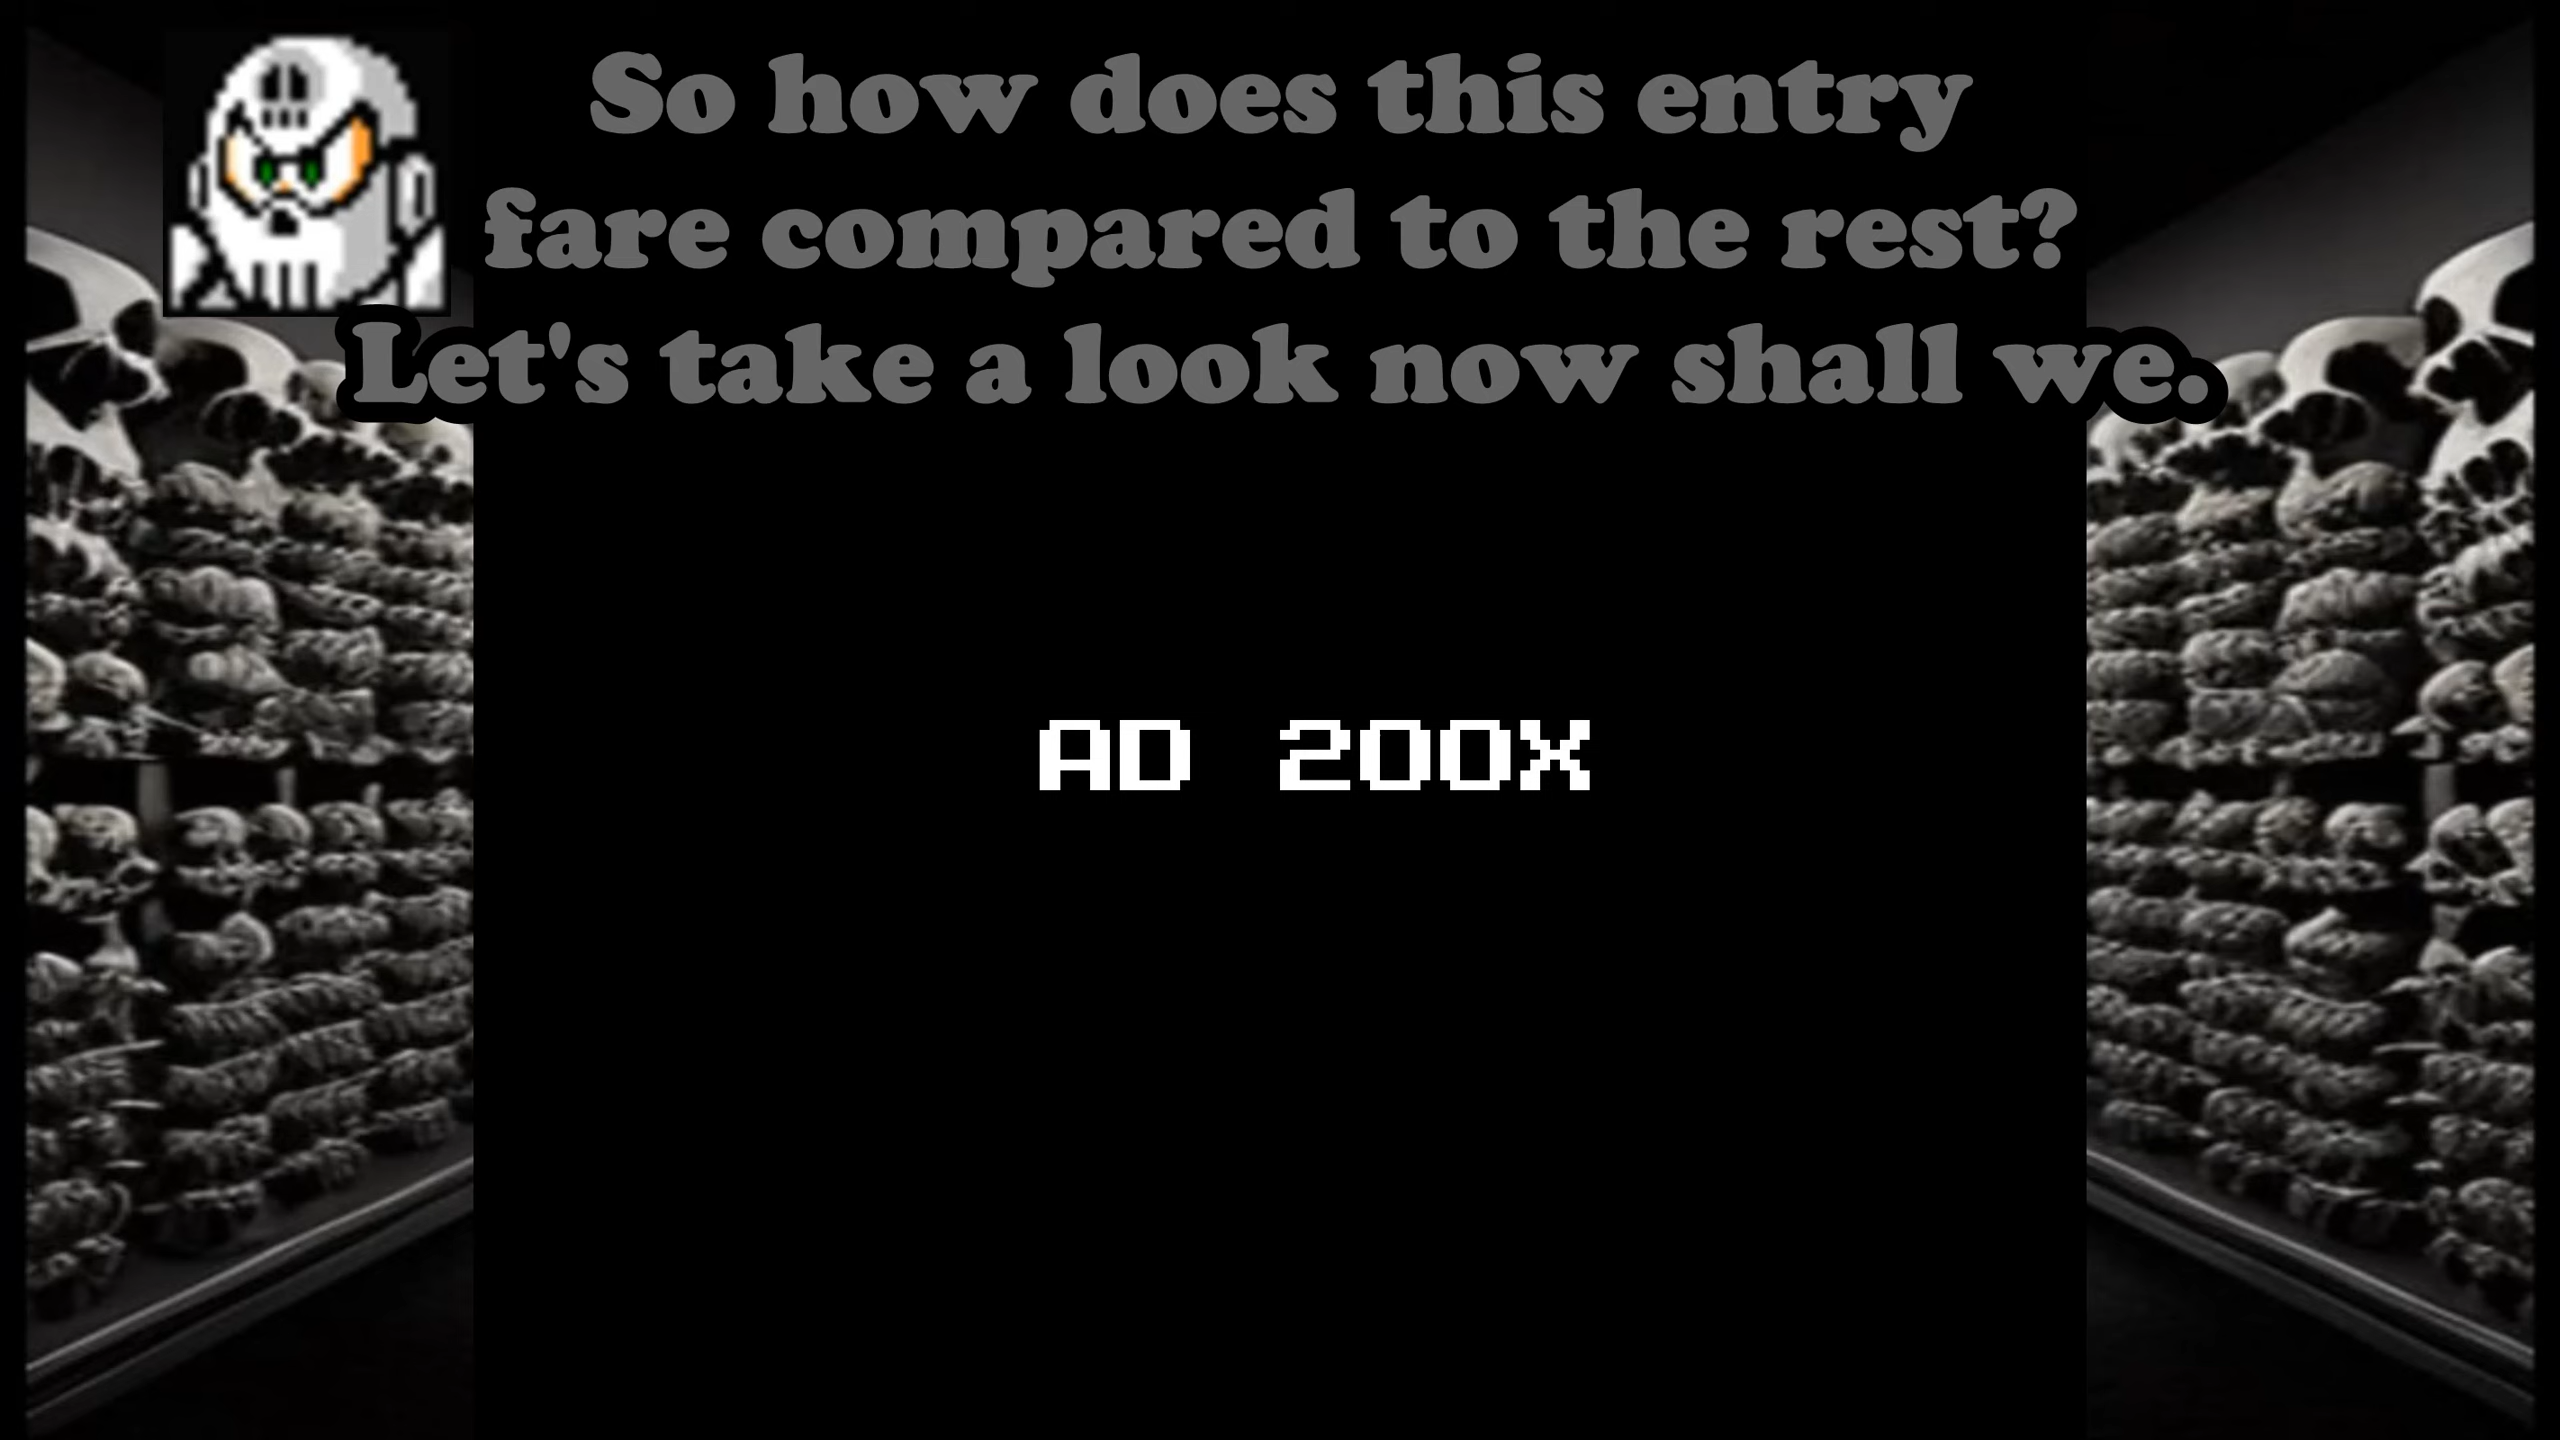 So how does this entry
fare compared to the rest?
Let's take a look now shall we.
AD 200X